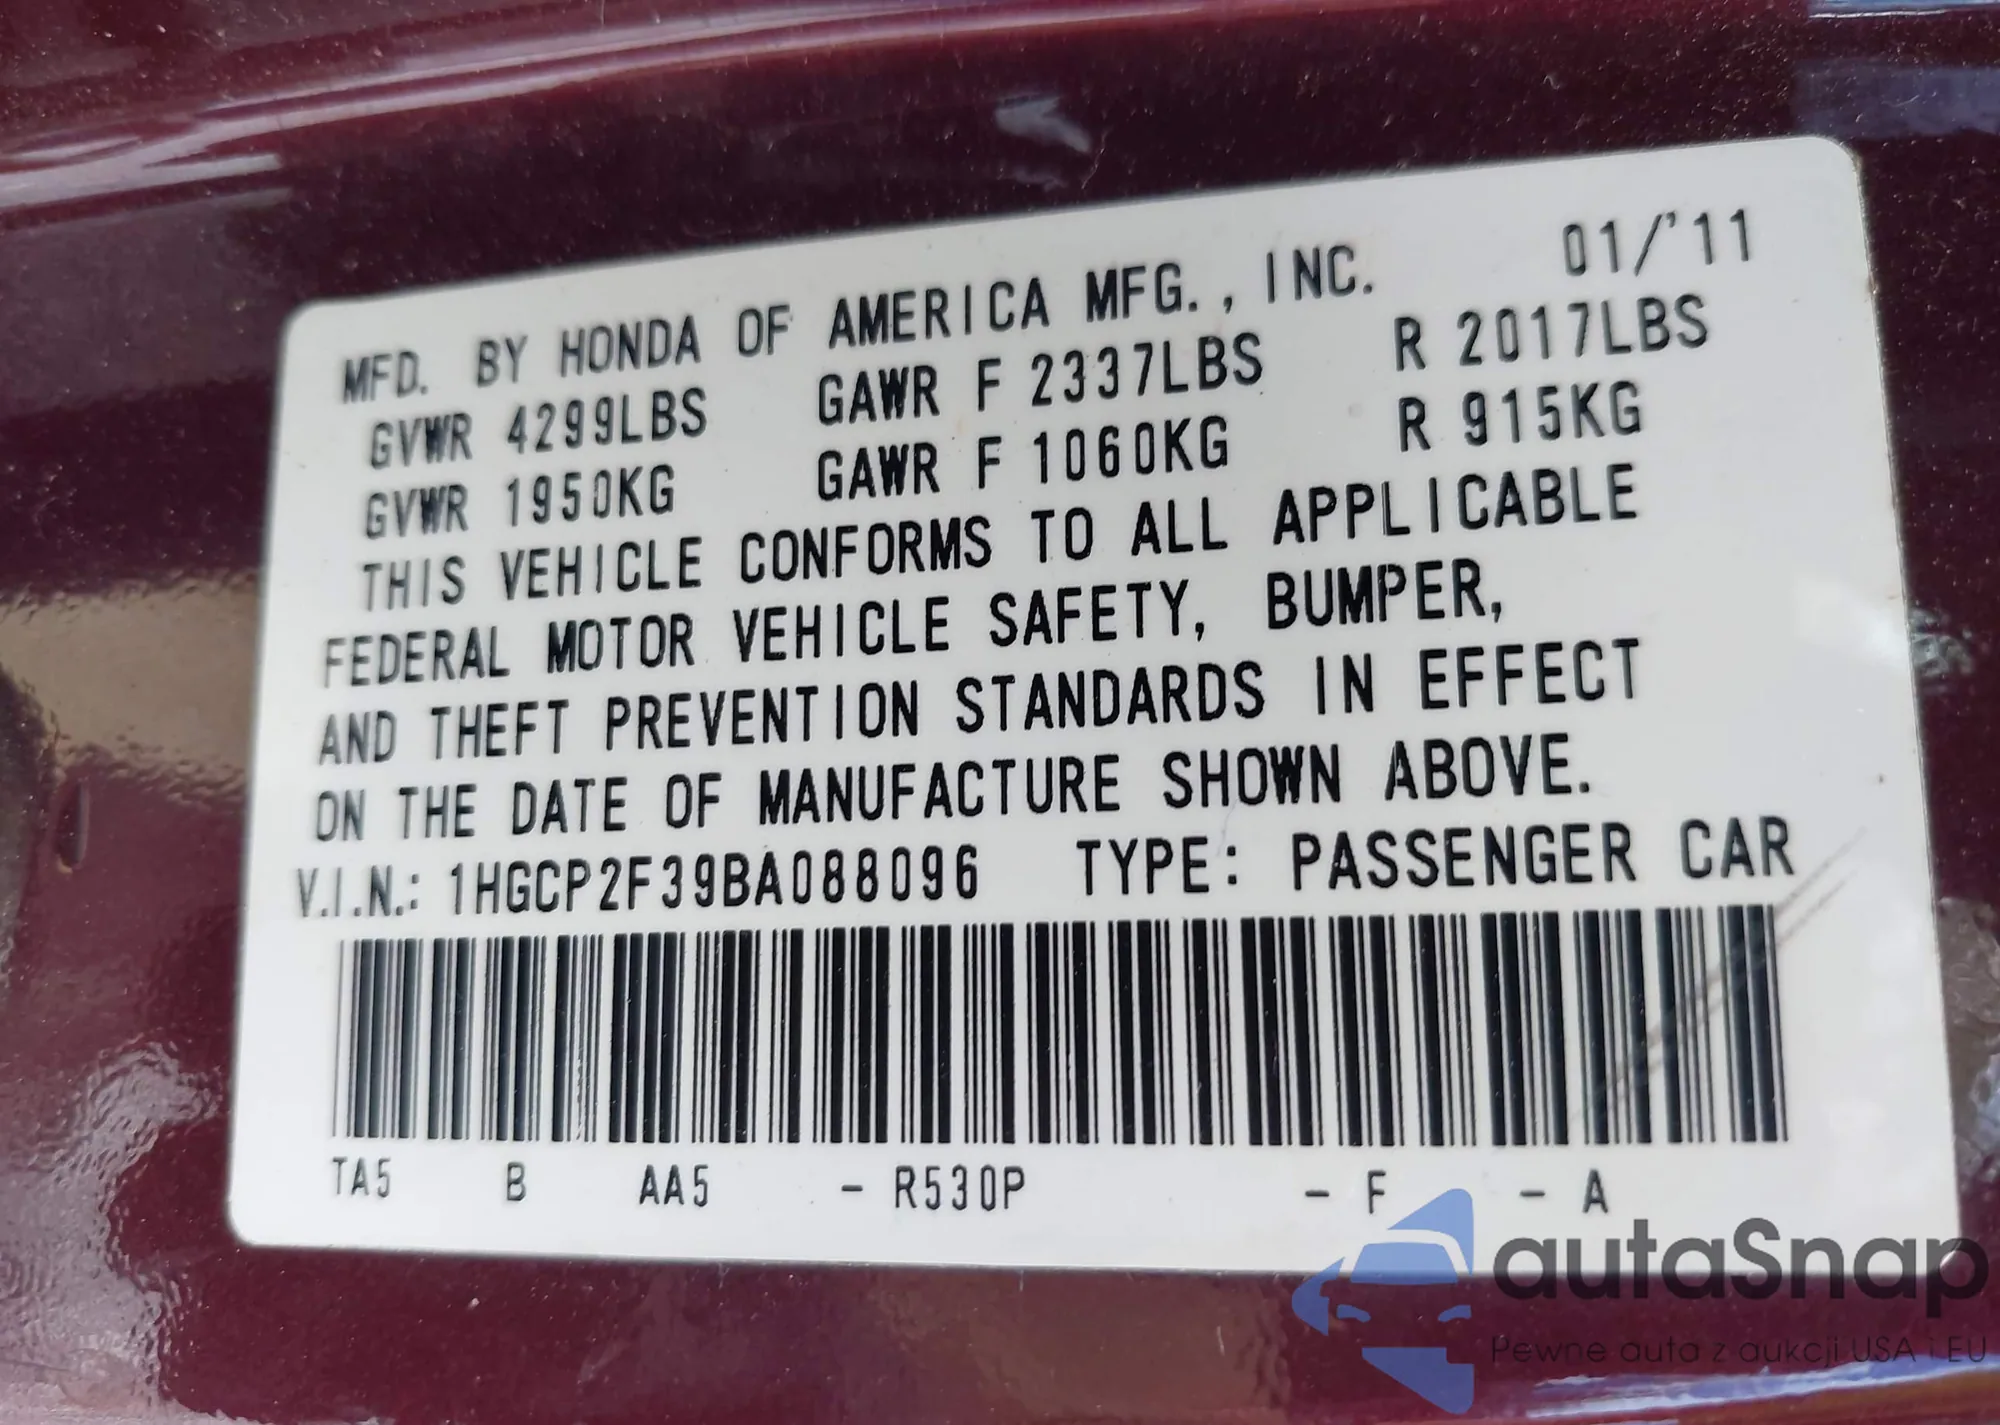 MFD. BY HONDA OF AMERICA MFG., INC. 01/'11
GVWR 4299LBS GAWR F 2337LBS R 2017LBS
GVWR 1950KG GAWR F 1060KG R 915KG
THIS VEHICLE CONFORMS TO ALL APPLICABLE
FEDERAL MOTOR VEHICLE SAFETY, BUMPER,
AND THEFT PREVENTION STANDARDS IN EFFECT
ON THE DATE OF MANUFACTURE SHOWN ABOVE.
V.I.N.: 1HGCP2F39BA088096 TYPE: PASSENGER CAR
TA5 B AA5 - R530P - F - A
autaSnap
Pewne auta z aukcji USA i EU